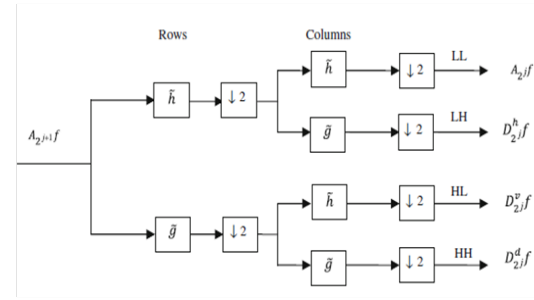 Rows Columns
h̃ ↓ 2 LL A_{2^j}f
h̃ ↓ 2 LH
g̃ ↓ 2 D^h_{2^j}f
A_{2^{j+1}}f
h̃ ↓ 2 HL D^v_{2^j}f
g̃ ↓ 2
g̃ ↓ 2 HH D^d_{2^j}f